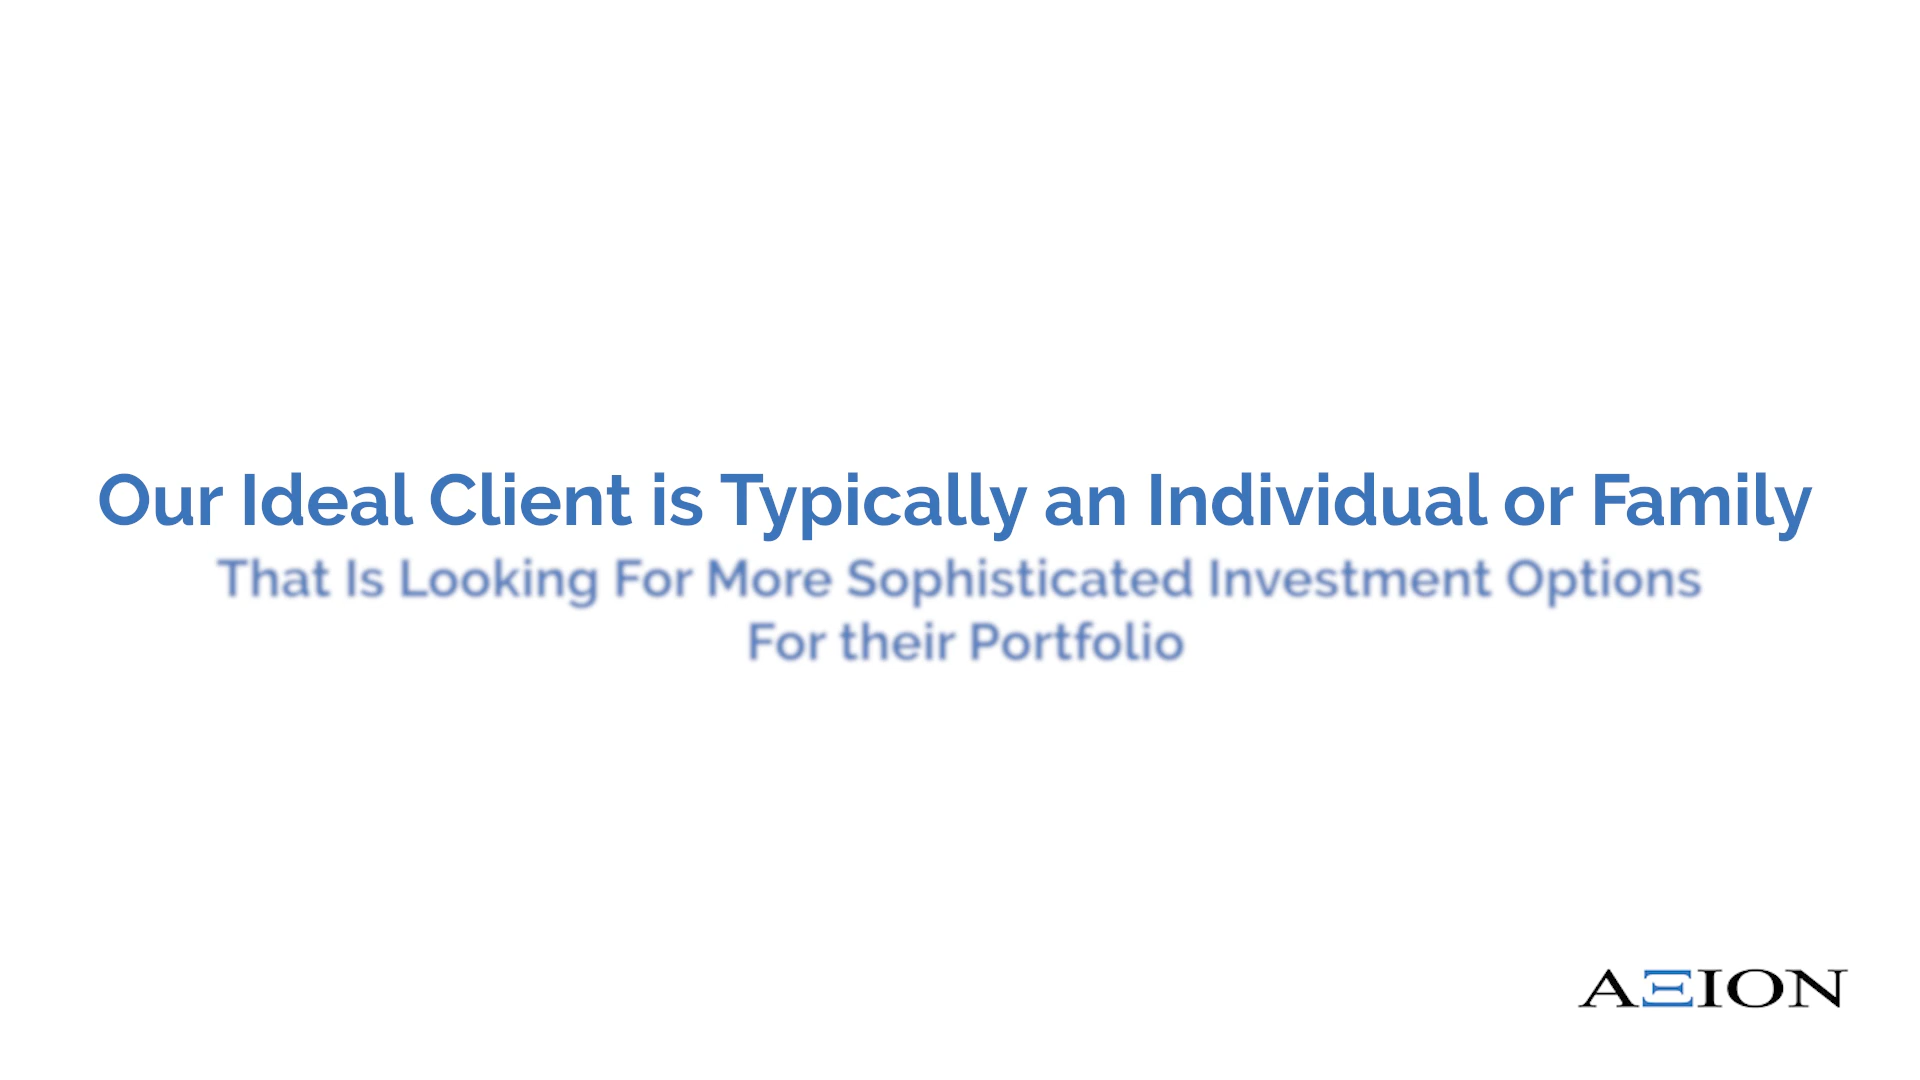 Our Ideal Client is Typically an Individual or Family
That Is Looking For More Sophisticated Investment Options
For their Portfolio
AΞION